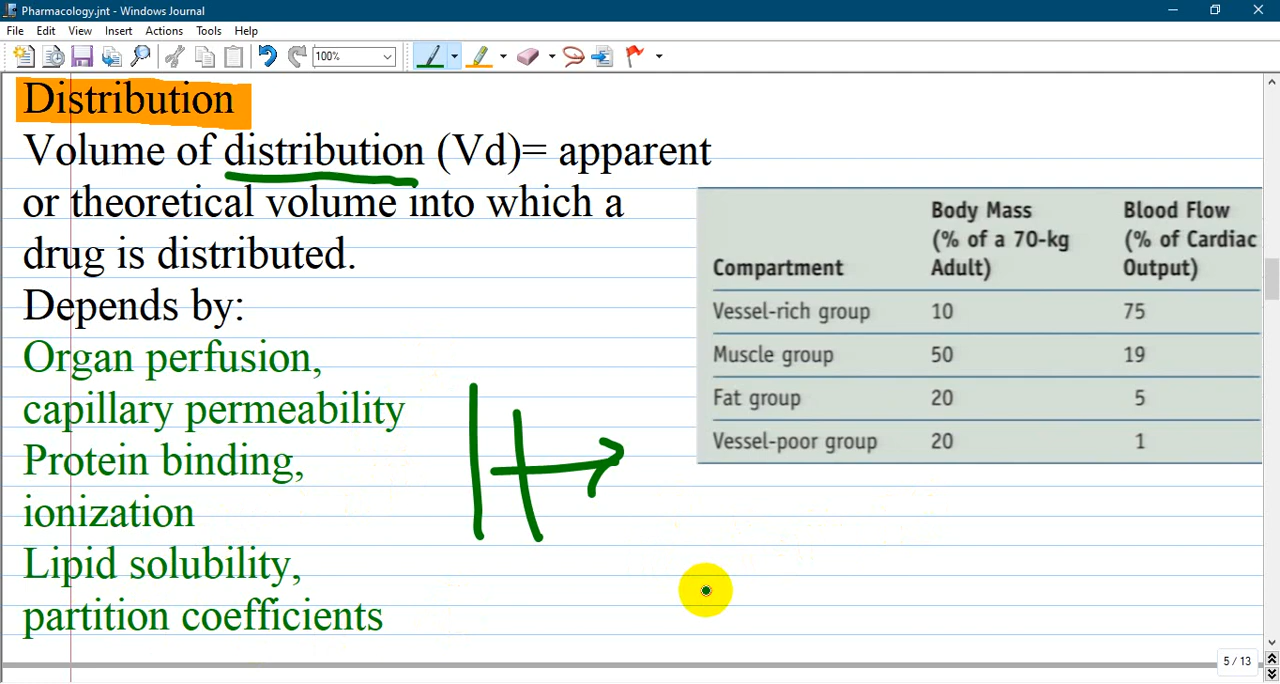 Pharmacology.jnt - Windows Journal
File Edit View Insert Actions Tools Help
100%
Distribution
Volume of distribution (Vd)= apparent
or theoretical volume into which a
drug is distributed.
Depends by:
Organ perfusion,
capillary permeability
Protein binding,
ionization
Lipid solubility,
partition coefficients
Compartment Body Mass (% of a 70-kg Adult) Blood Flow (% of Cardiac Output)
Vessel-rich group 10 75
Muscle group 50 19
Fat group 20 5
Vessel-poor group 20 1
5 / 13